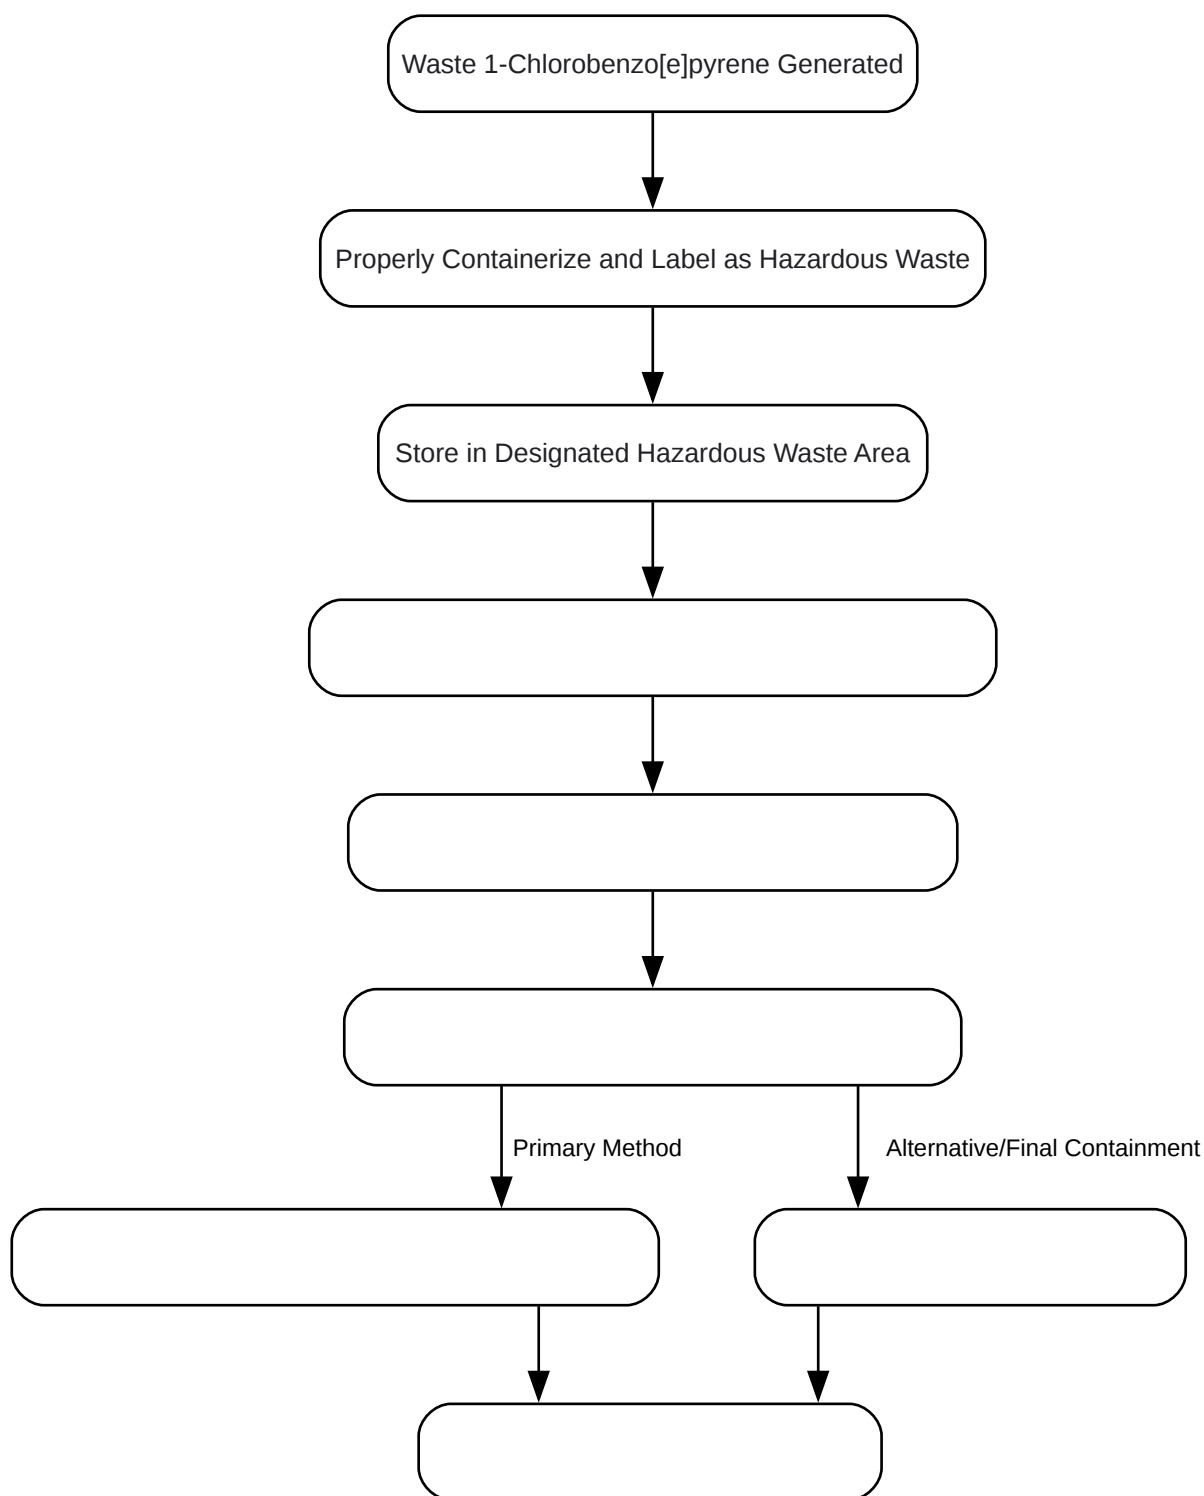 Waste 1-Chlorobenzo[e]pyrene Generated
Properly Containerize and Label as Hazardous Waste
Store in Designated Hazardous Waste Area
Primary Method
Alternative/Final Containment